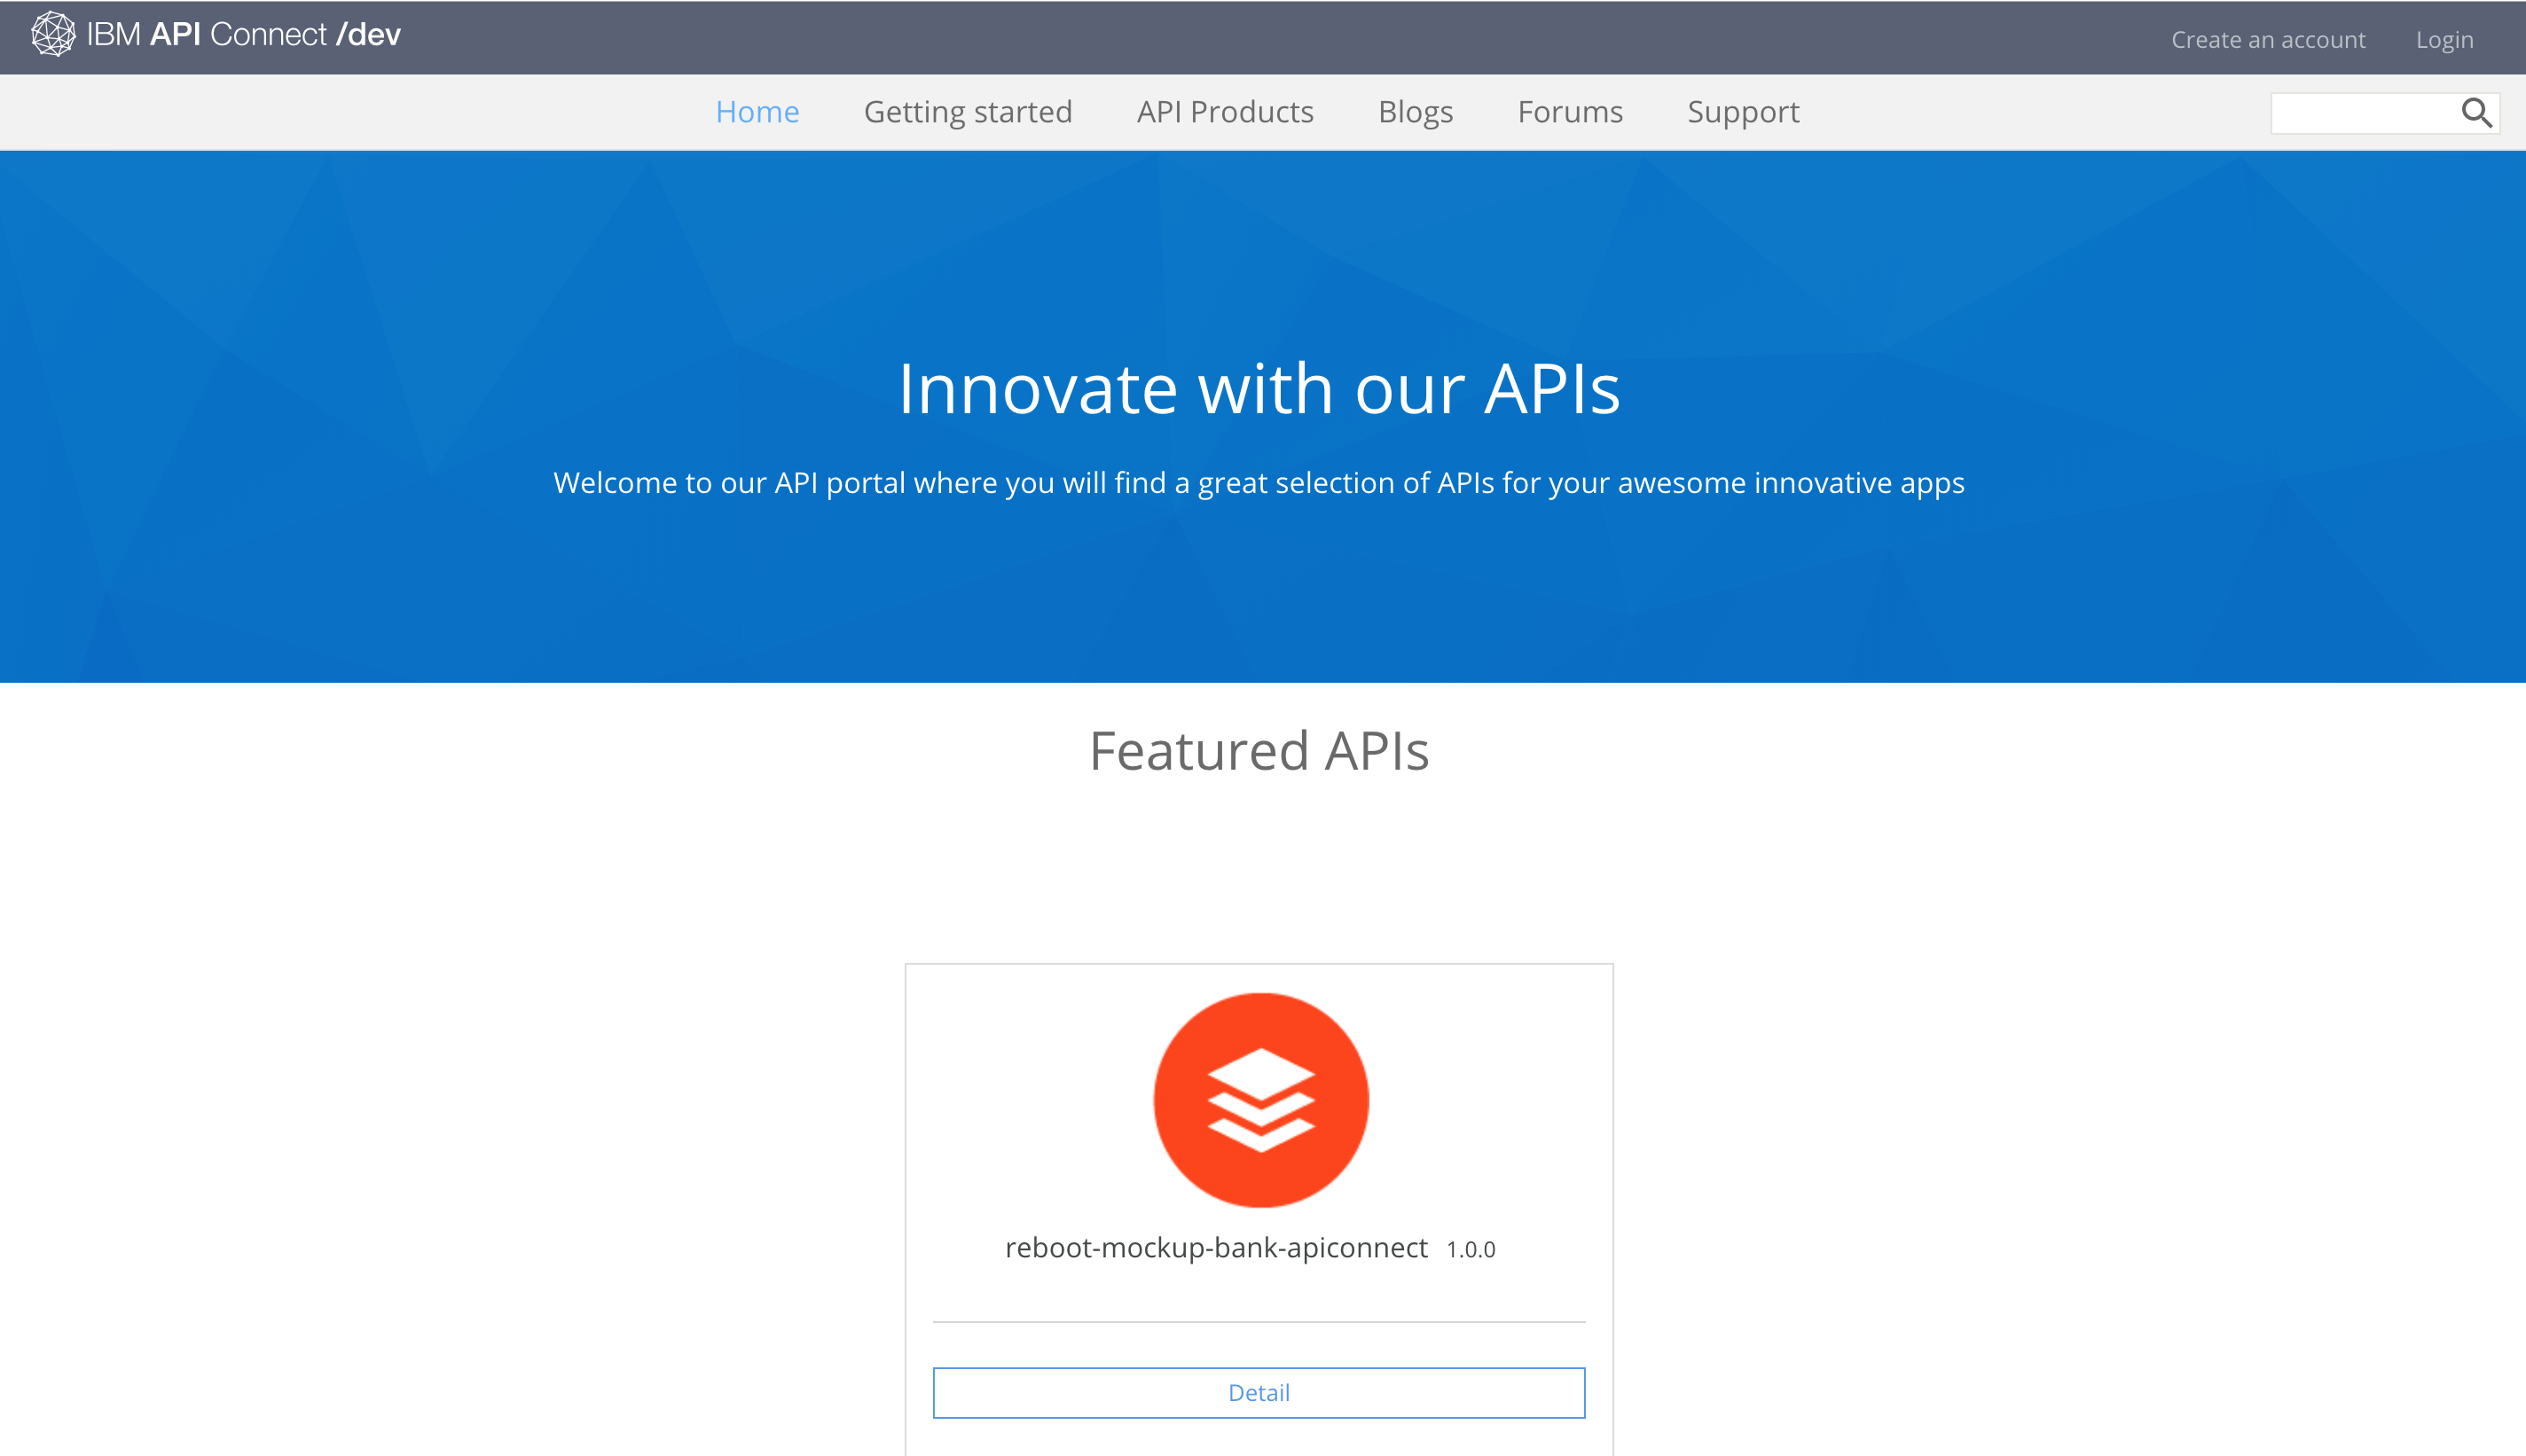 IBM API Connect /dev
Create an account Login
Home Getting started API Products Blogs Forums Support
Innovate with our APIs
Welcome to our API portal where you will find a great selection of APIs for your awesome innovative apps
Featured APIs
reboot-mockup-bank-apiconnect 1.0.0
Detail